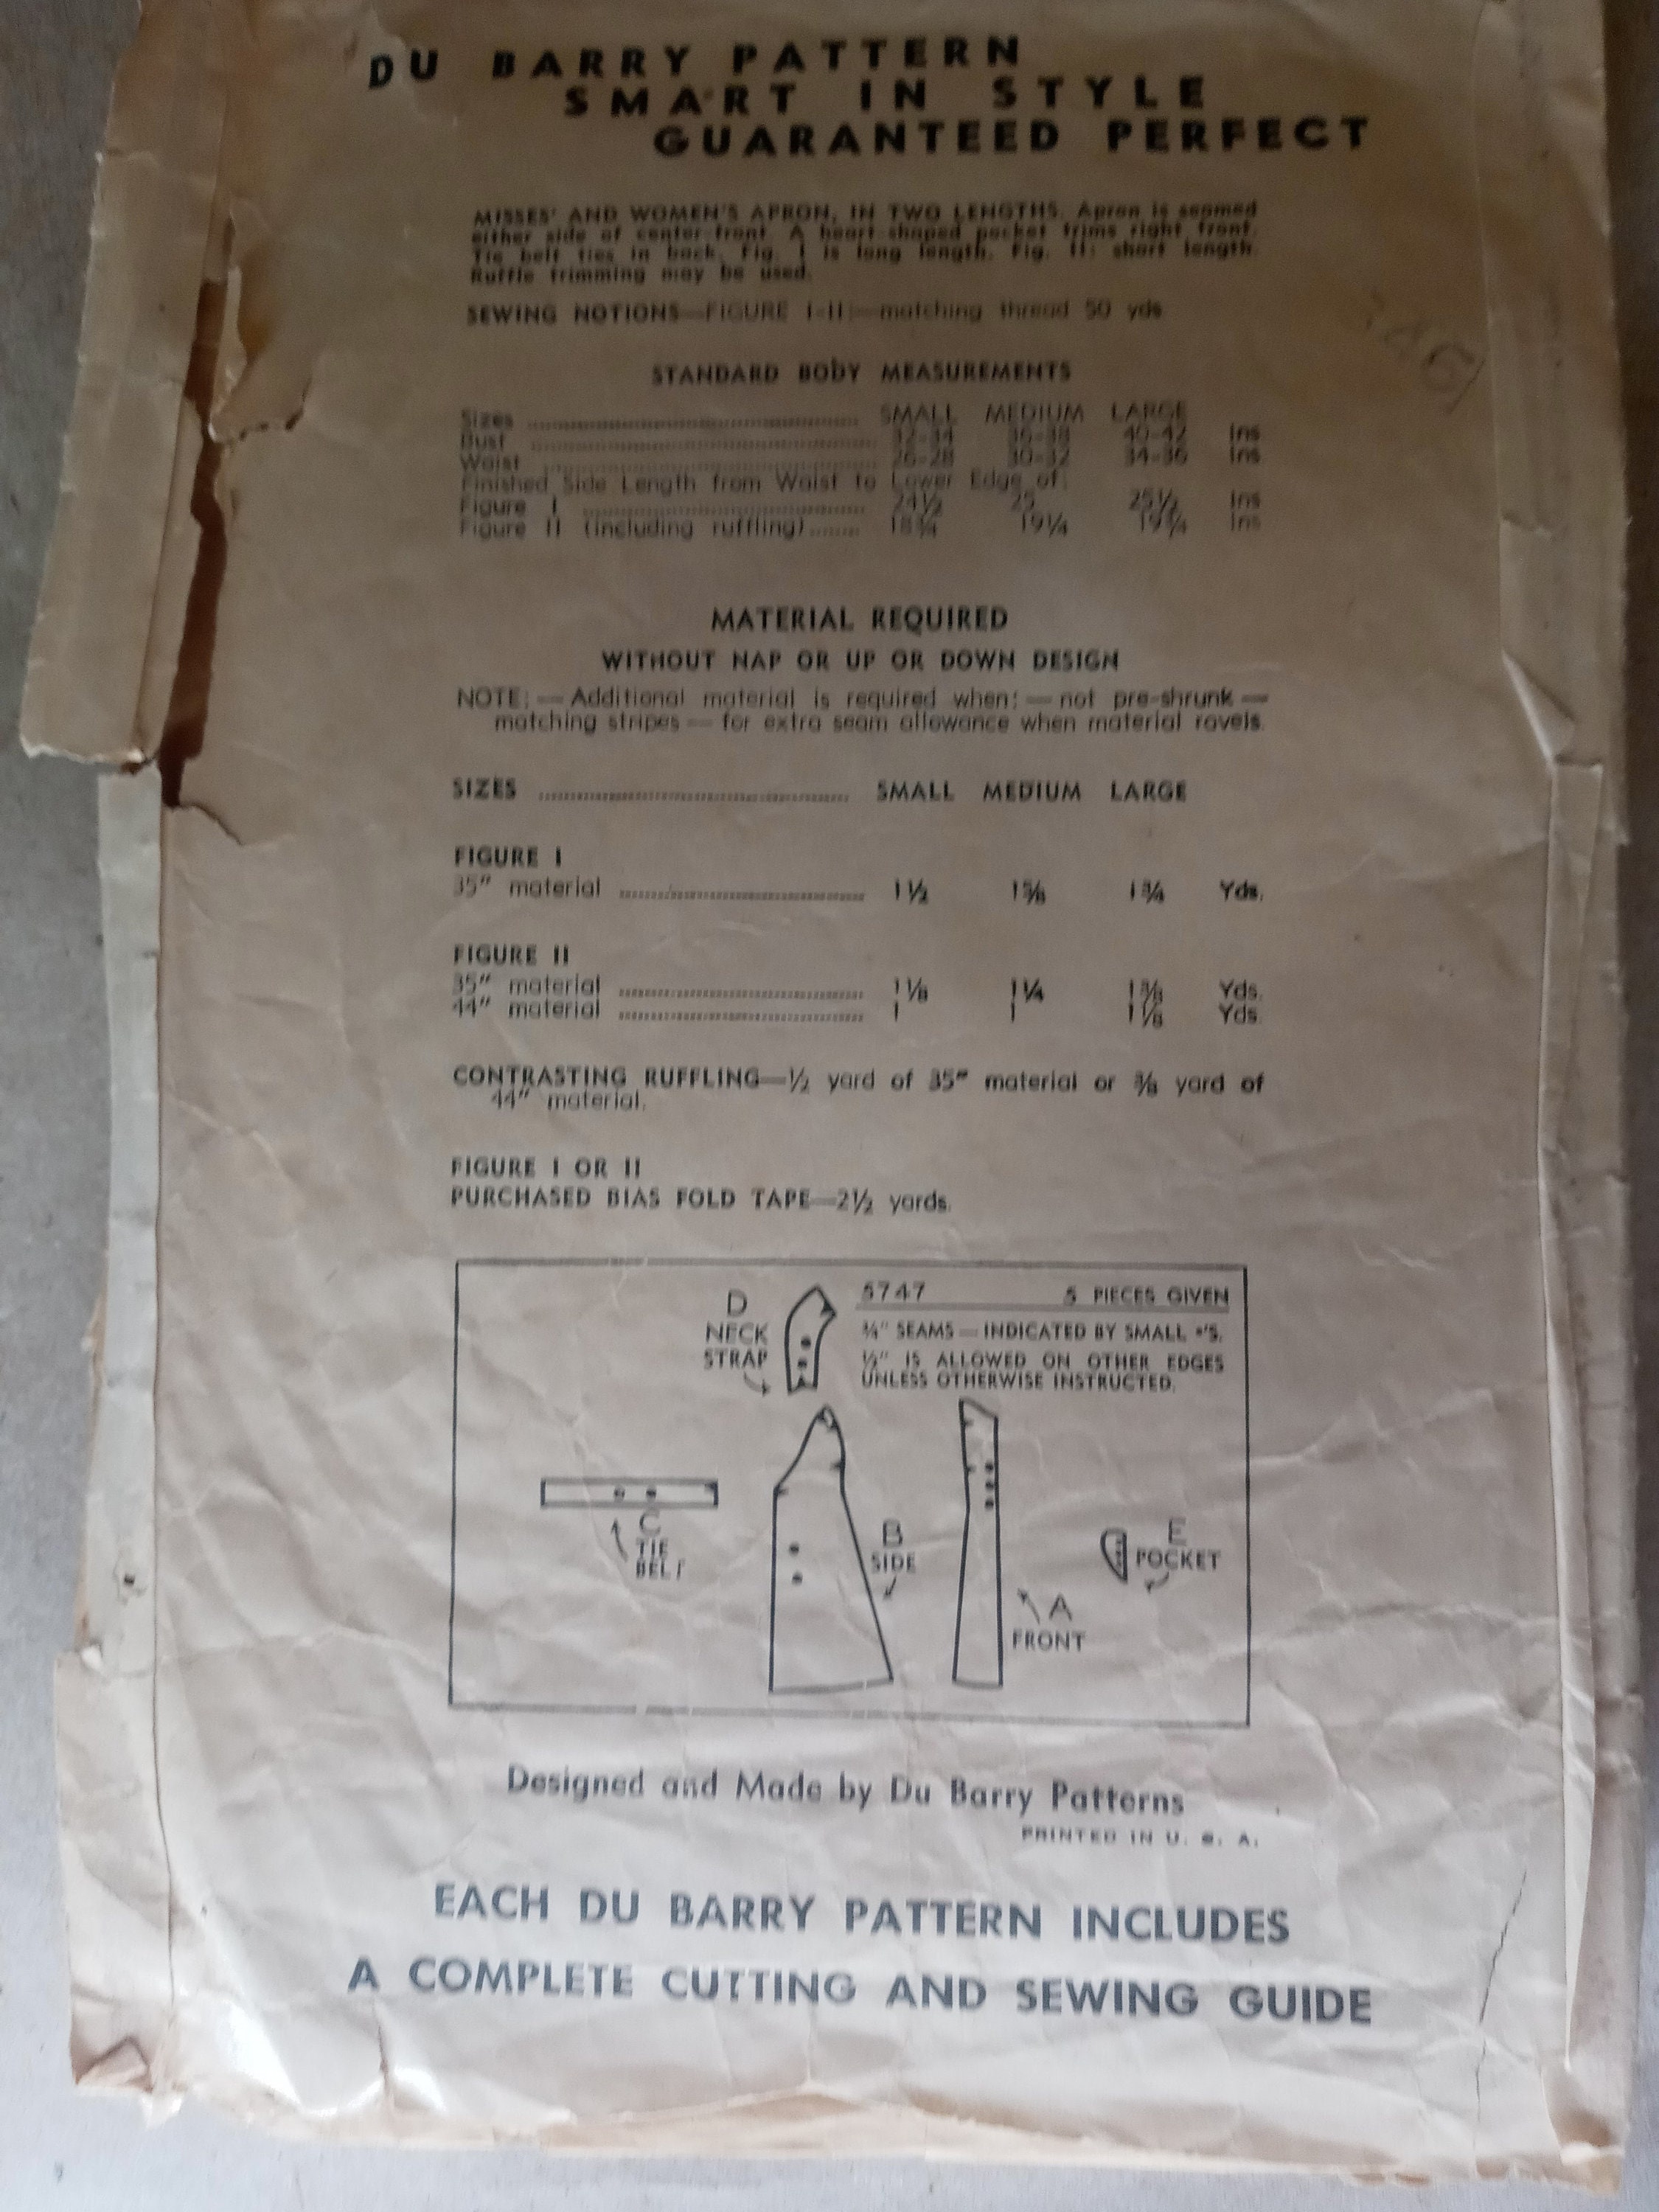 DU BARRY PATTERN
SMART IN STYLE
GUARANTEED PERFECT
MISSES' AND WOMEN'S APRON, IN TWO LENGTHS. Apron is seamed
either side of center-front. A heart-shaped pocket trims right front.
Tie belt ties in back. Fig. I is long length. Fig. II: short length.
Ruffle trimming may be used.
SEWING NOTIONS—FIGURE I-II:—matching thread 50 yds
STANDARD BODY MEASUREMENTS
Sizes SMALL MEDIUM LARGE
Bust 32-34 36-38 40-42 Ins
Waist 26-28 30-32 34-36 Ins
Finished Side Length from Waist to Lower Edge of:
Figure I 24½ 25 25½ Ins
Figure II (including ruffling) 18¾ 19¼ 19¾ Ins
MATERIAL REQUIRED
WITHOUT NAP OR UP OR DOWN DESIGN
NOTE:—Additional material is required when:—not pre-shrunk—
matching stripes—for extra seam allowance when material ravels.
SIZES SMALL MEDIUM LARGE
FIGURE I
35" material 1½ 1⅝ 1¾ Yds.
FIGURE II
35" material 1⅛ 1¼ 1⅜ Yds.
44" material 1 1 1⅛ Yds.
CONTRASTING RUFFLING—½ yard of 35" material or ⅜ yard of
44" material.
FIGURE I OR II
PURCHASED BIAS FOLD TAPE—2½ yards.
5747 5 PIECES GIVEN
¾" SEAMS—INDICATED BY SMALL •'S.
½" IS ALLOWED ON OTHER EDGES
UNLESS OTHERWISE INSTRUCTED.
D
NECK
STRAP
C
TIE
BELT
B
SIDE
A
FRONT
E
POCKET
Designed and Made by Du Barry Patterns
PRINTED IN U. S. A.
EACH DU BARRY PATTERN INCLUDES
A COMPLETE CUTTING AND SEWING GUIDE